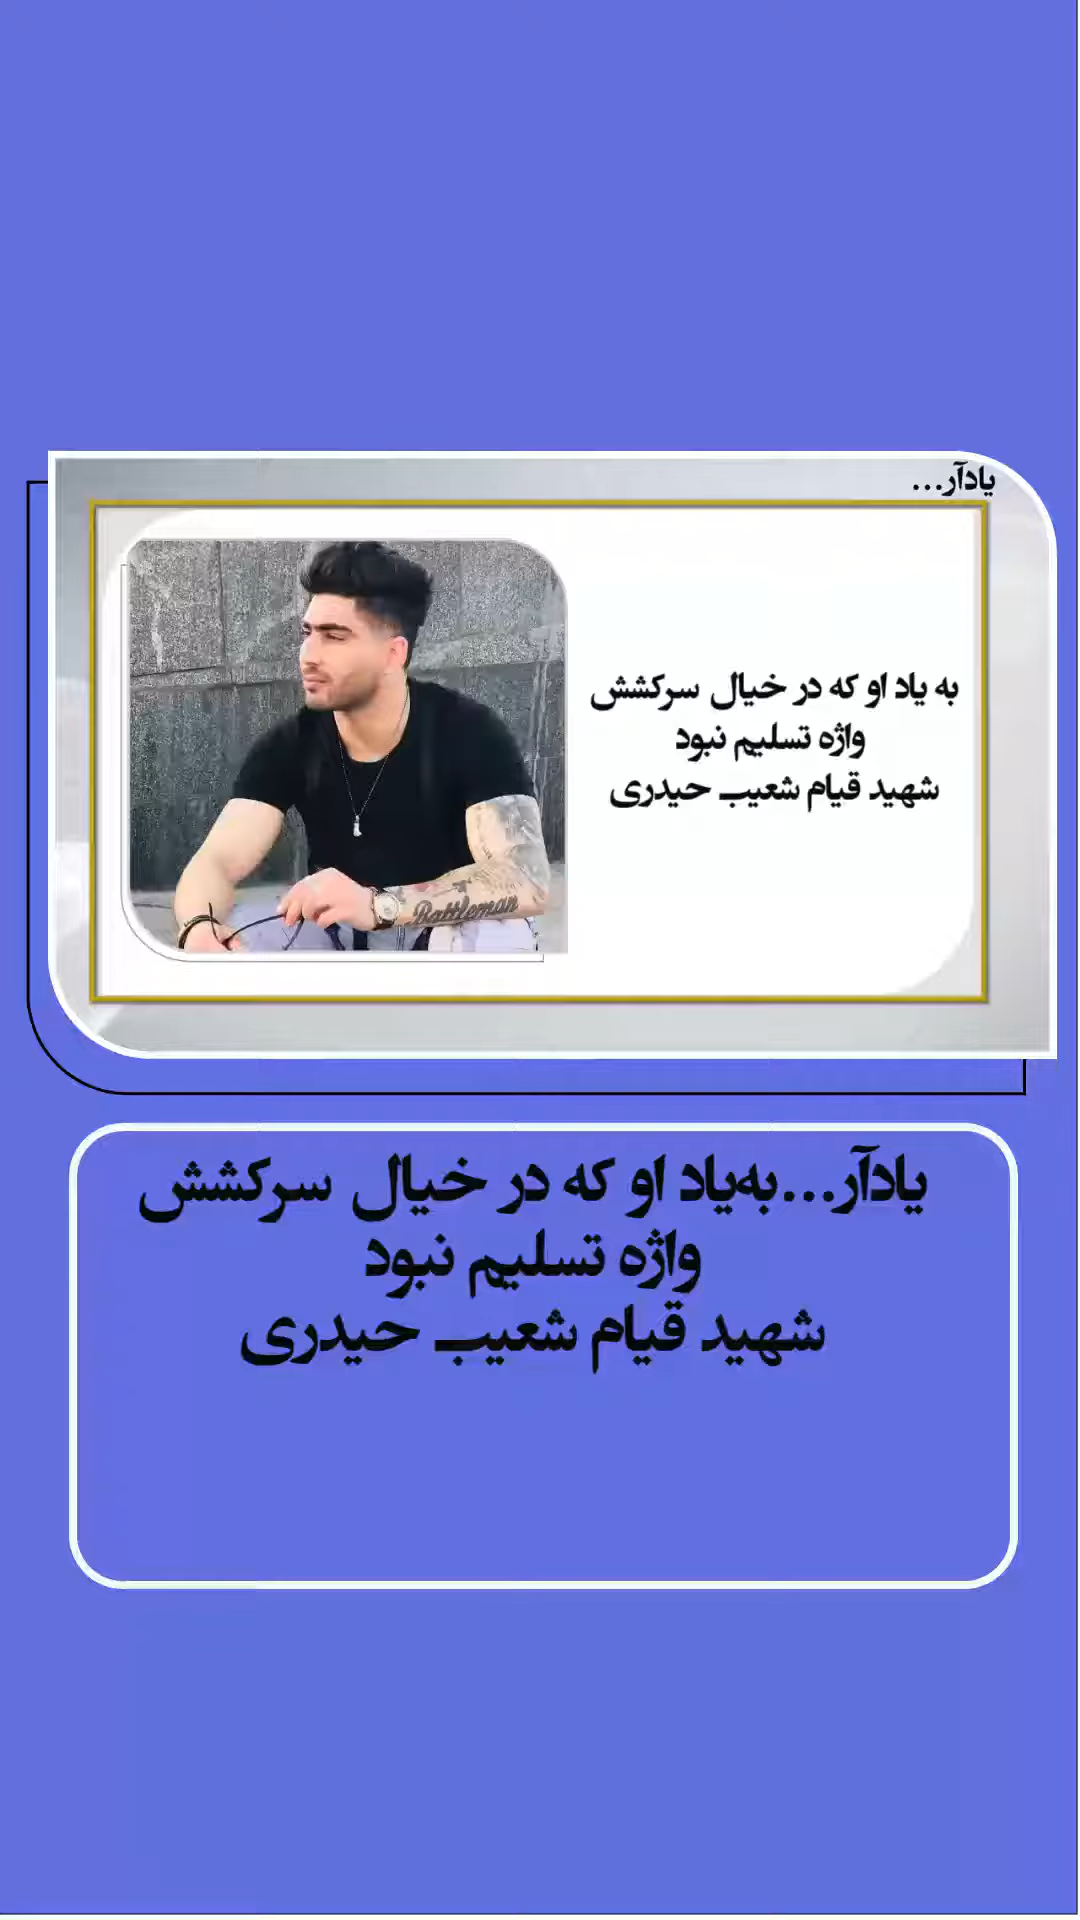 یادآر...
به یاد او که در خیال سرکشش
واژه تسلیم نبود
شهید قیام شعیب حیدری
Battleman
یادآر...به‌یاد او که در خیال سرکشش
واژه تسلیم نبود
شهید قیام شعیب حیدری